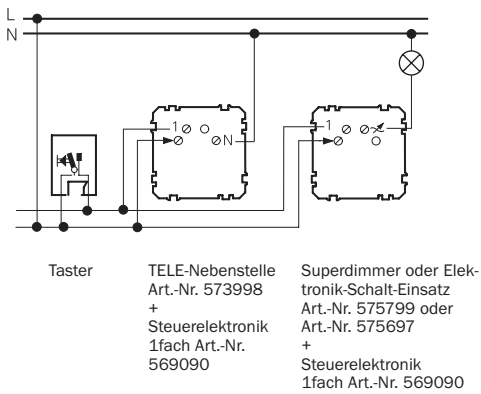 L
N
1
N
1
Taster
TELE-Nebenstelle
Art.-Nr. 573998
+
Steuerelektronik
1fach Art.-Nr.
569090
Superdimmer oder Elek-
tronik-Schalt-Einsatz
Art.-Nr. 575799 oder
Art.-Nr. 575697
+
Steuerelektronik
1fach Art.-Nr. 569090